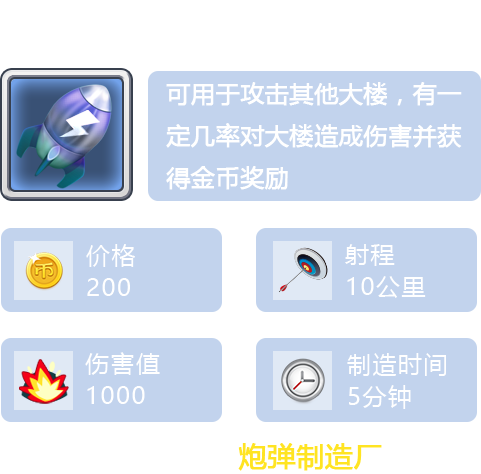 可用于攻击其他大楼，有一
定几率对大楼造成伤害并获
得金币奖励
价格
200
射程
10公里
伤害值
1000
制造时间
5分钟
炮弹制造厂